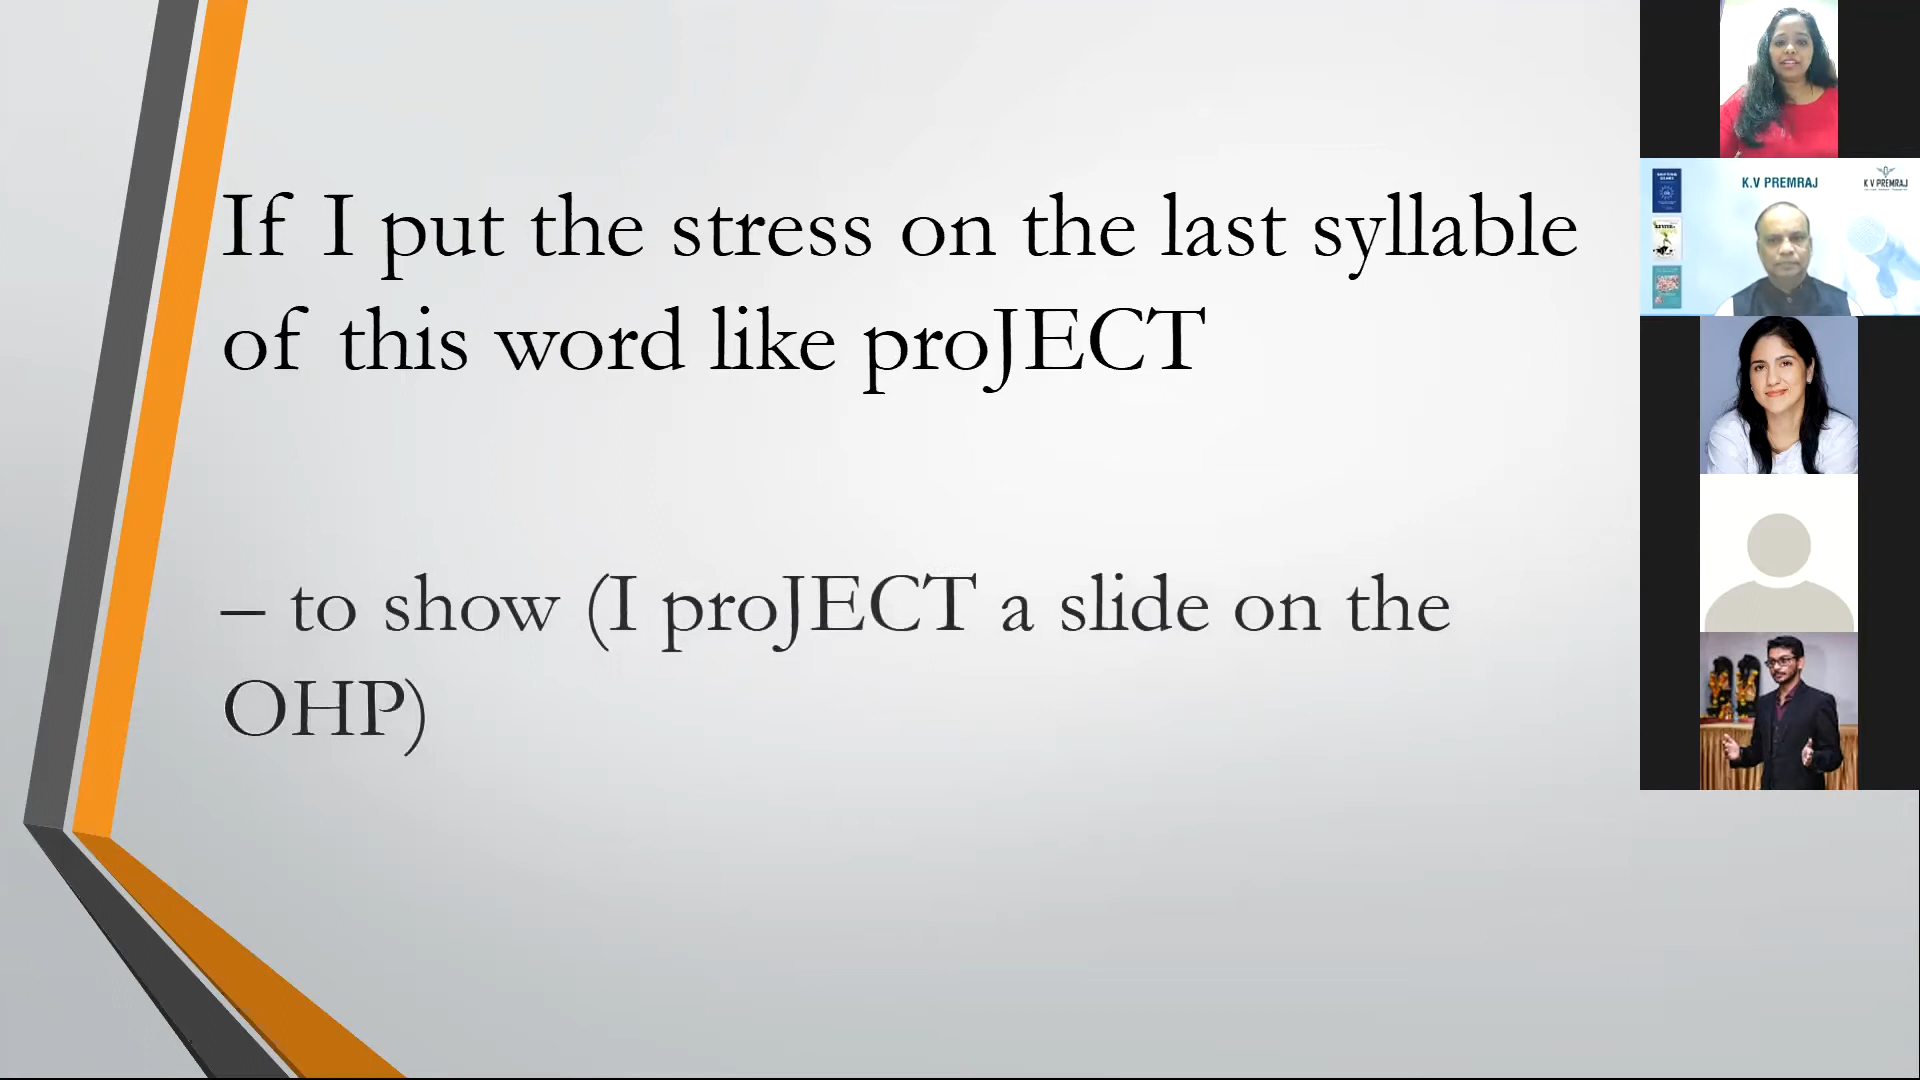 If I put the stress on the last syllable
of this word like proJECT
– to show (I proJECT a slide on the
OHP)
K.V PREMRAJ
K V PREMRAJ